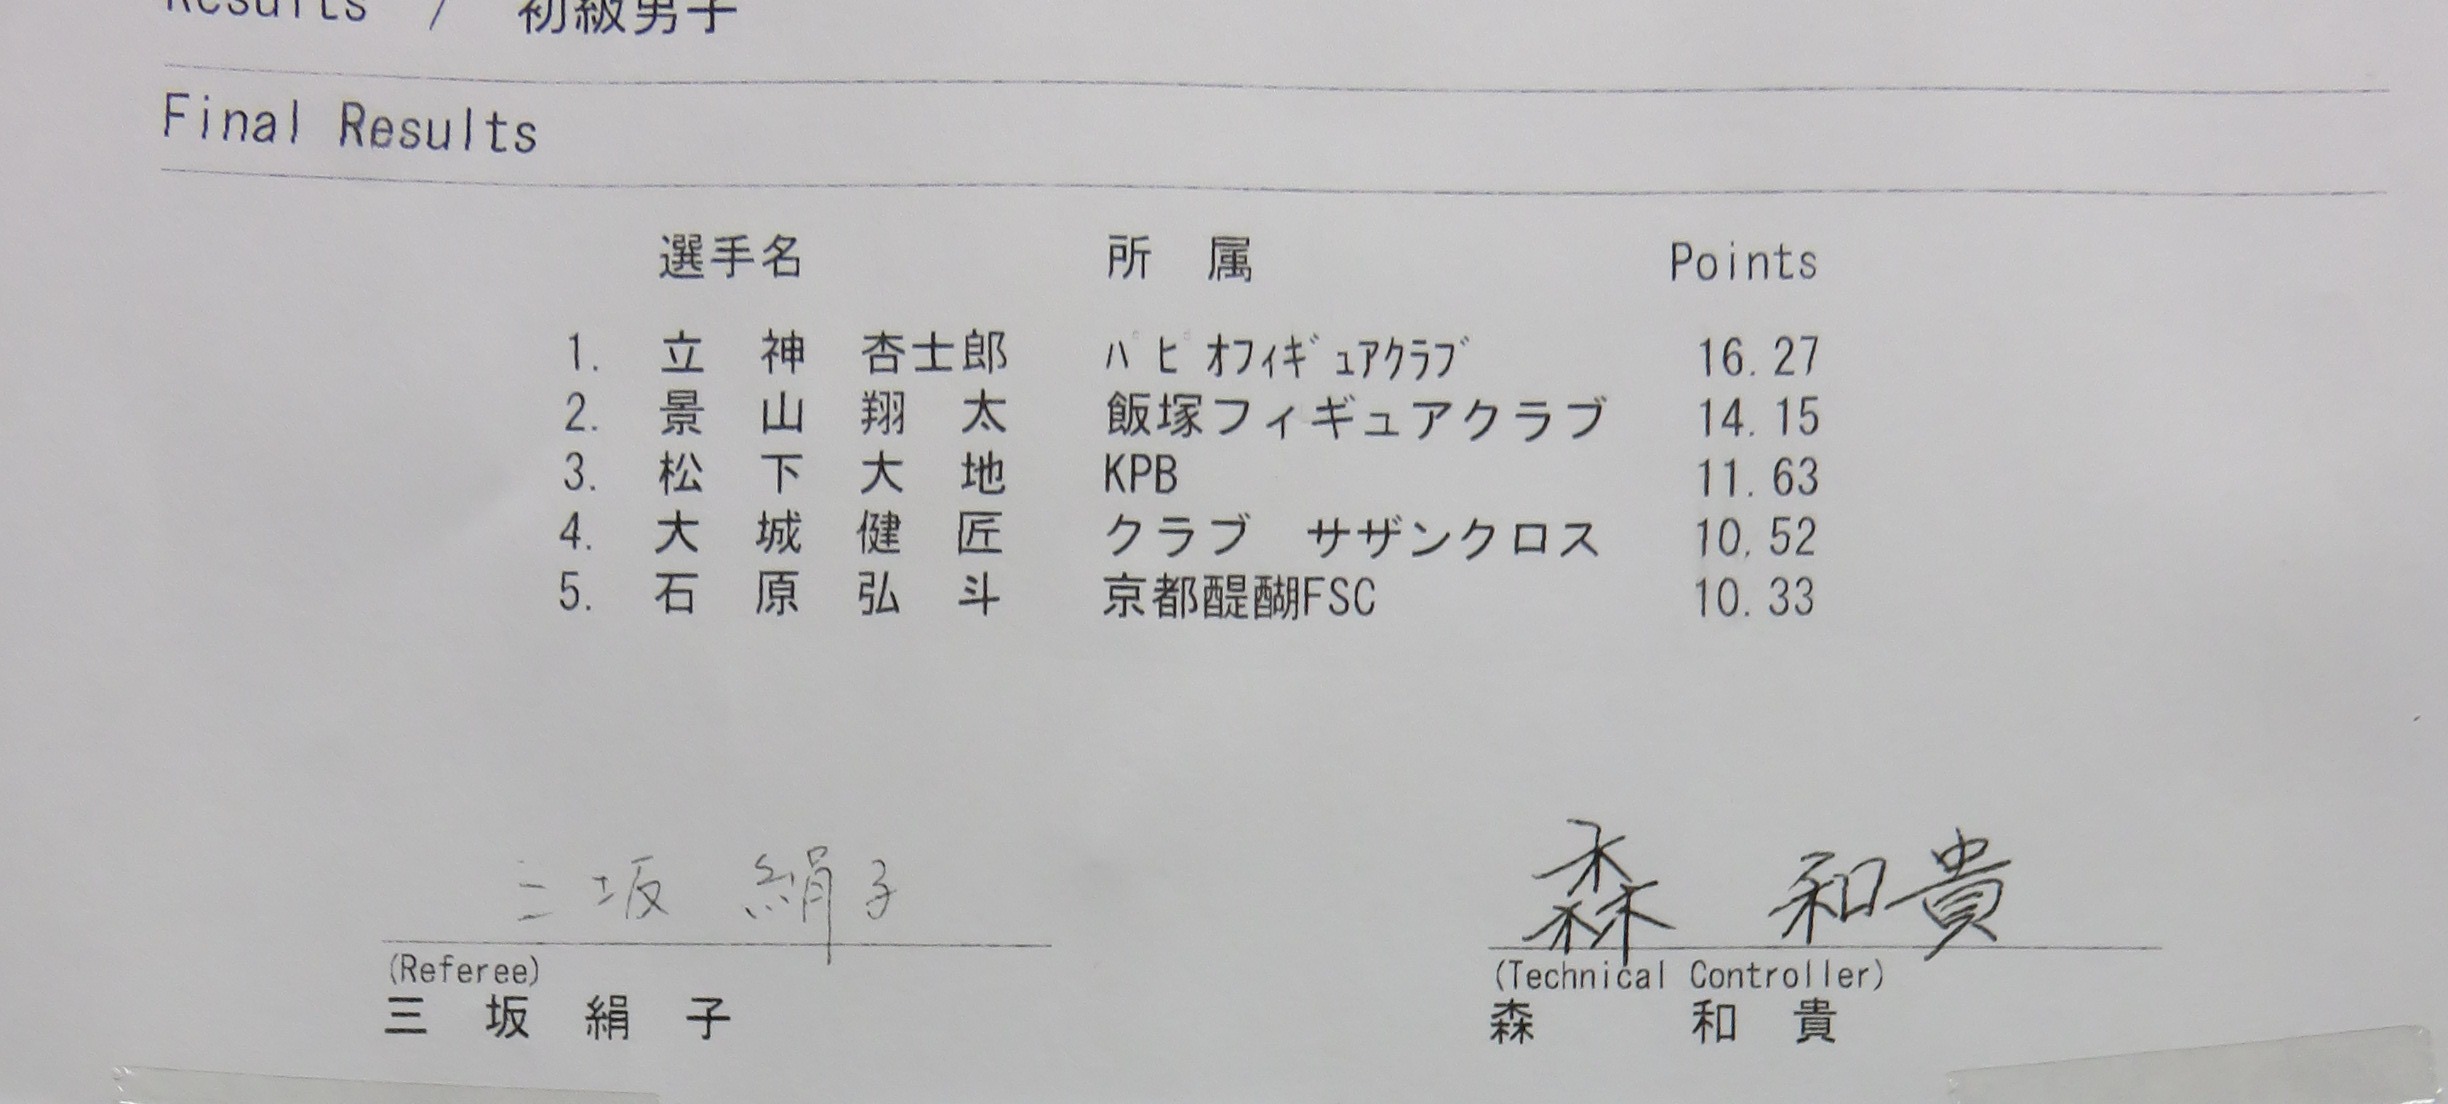 Results / 初級男子
Final Results
選手名 所 属 Points
1. 立 神 杏士郎 ﾊﾟﾋﾟｵﾌｨｷﾞｭｱｸﾗﾌﾞ 16.27
2. 景 山 翔 太 飯塚フィギュアクラブ 14.15
3. 松 下 大 地 KPB 11.63
4. 大 城 健 匠 クラブ サザンクロス 10.52
5. 石 原 弘 斗 京都醍醐FSC 10.33
三坂 絹子 森 和貴
(Referee) (Technical Controller)
三 坂 絹 子 森 和 貴